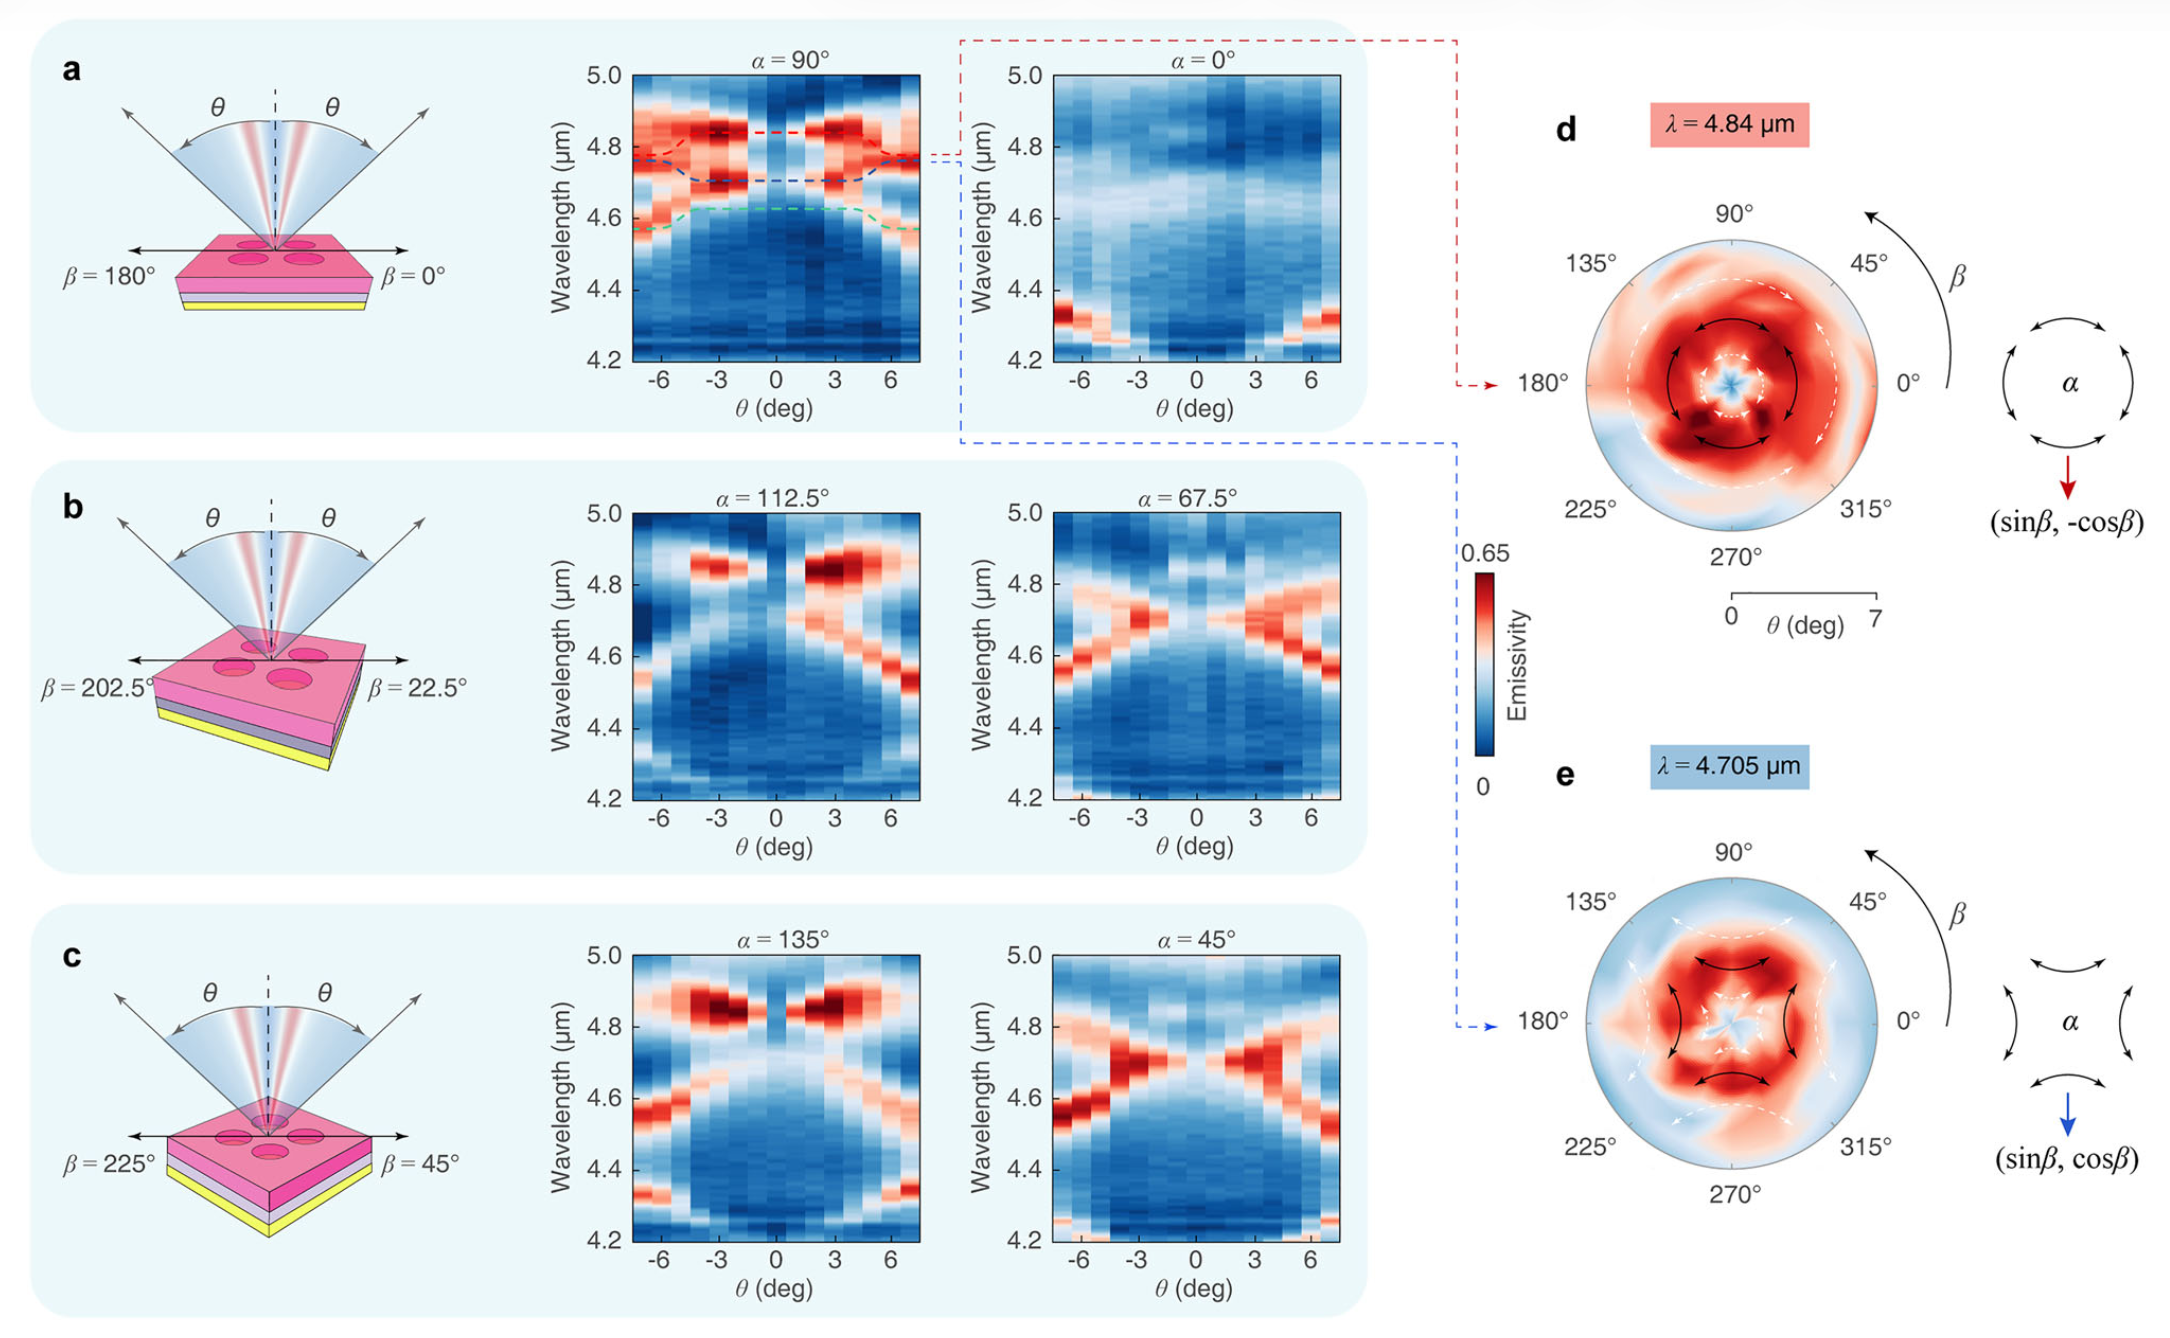 a
θ
θ
β = 180°
β = 0°
α = 90°
5.0
4.8
4.6
4.4
4.2
Wavelength (μm)
-6
-3
0
3
6
θ (deg)
α = 0°
5.0
4.8
4.6
4.4
4.2
Wavelength (μm)
-6
-3
0
3
6
θ (deg)
b
θ
θ
β = 202.5°
β = 22.5°
α = 112.5°
5.0
4.8
4.6
4.4
4.2
Wavelength (μm)
-6
-3
0
3
6
θ (deg)
α = 67.5°
5.0
4.8
4.6
4.4
4.2
Wavelength (μm)
-6
-3
0
3
6
θ (deg)
c
θ
θ
β = 225°
β = 45°
α = 135°
5.0
4.8
4.6
4.4
4.2
Wavelength (μm)
-6
-3
0
3
6
θ (deg)
α = 45°
5.0
4.8
4.6
4.4
4.2
Wavelength (μm)
-6
-3
0
3
6
θ (deg)
0.65
Emissivity
0
d
λ = 4.84 μm
90°
135°
45°
β
180°
0°
α
225°
315°
270°
(sinβ, -cosβ)
0
θ (deg)
7
e
λ = 4.705 μm
90°
135°
45°
β
180°
0°
α
225°
315°
270°
(sinβ, cosβ)